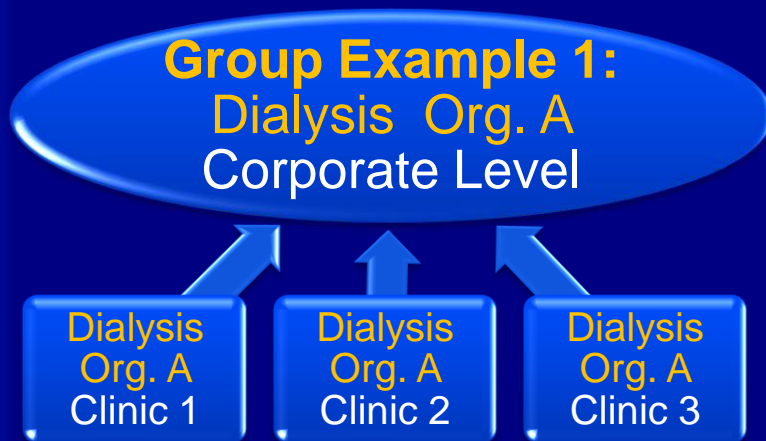 Group Example 1:
Dialysis Org. A
Corporate Level
Dialysis
Org. A
Clinic 1
Dialysis
Org. A
Clinic 2
Dialysis
Org. A
Clinic 3